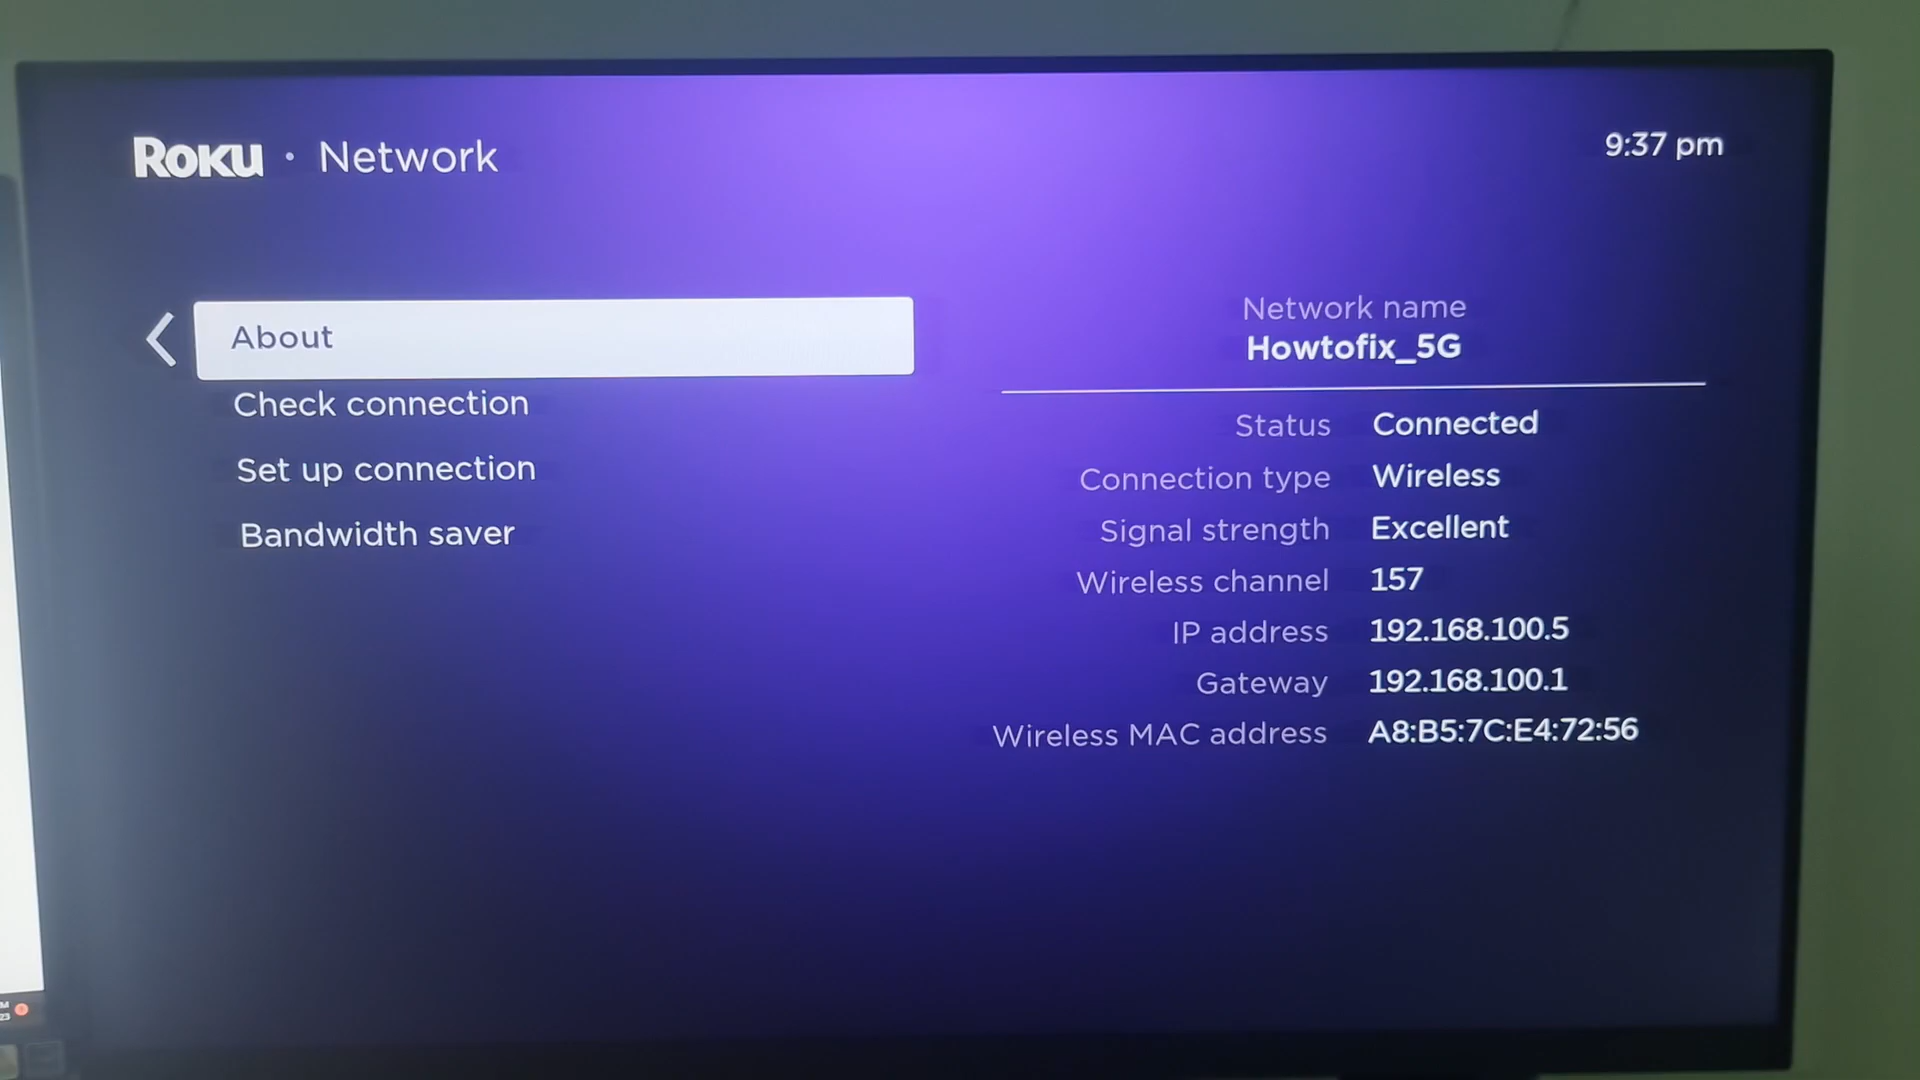 Roku · Network
9:37 pm
About
Check connection
Set up connection
Bandwidth saver
Network name
Howtofix_5G
Status Connected
Connection type Wireless
Signal strength Excellent
Wireless channel 157
IP address 192.168.100.5
Gateway 192.168.100.1
Wireless MAC address A8:B5:7C:E4:72:56